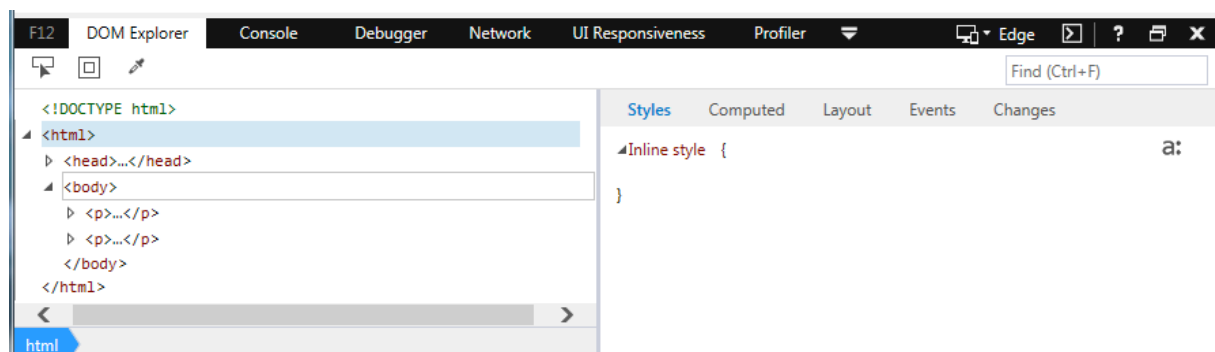 F12 DOM Explorer Console Debugger Network UI Responsiveness Profiler Edge ?
Find (Ctrl+F)
<!DOCTYPE html>
<html>
<head>...</head>
<body>
<p>...</p>
<p>...</p>
</body>
</html>
html
Styles Computed Layout Events Changes
Inline style {
a:
}